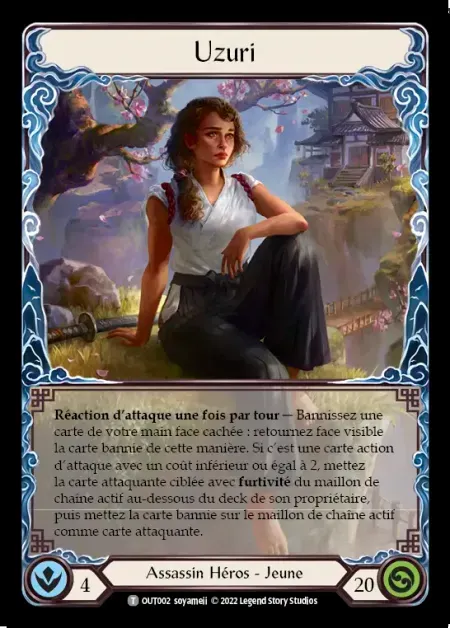 Uzuri
Réaction d'attaque une fois par tour — Bannissez une
carte de votre main face cachée : retournez face visible
la carte bannie de cette manière. Si c'est une carte action
d'attaque avec un coût inférieur ou égal à 2, mettez
la carte attaquante ciblée avec furtivité du maillon de
chaîne actif au-dessous du deck de son propriétaire,
puis mettez la carte bannie sur le maillon de chaîne actif
comme carte attaquante.
4
Assassin Héros - Jeune
20
T OUT002 soyameii © 2022 Legend Story Studios